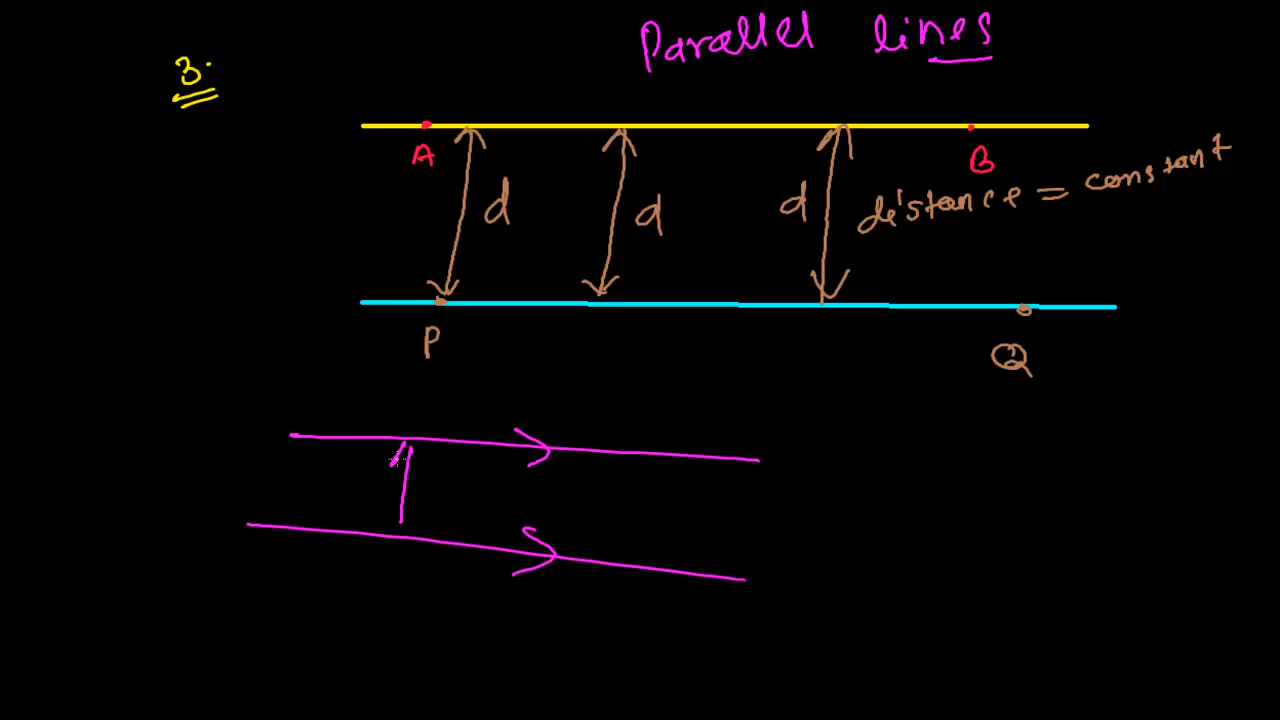 Parallel lines
3.
A
B
d
d
d
distance = constant
P
Q